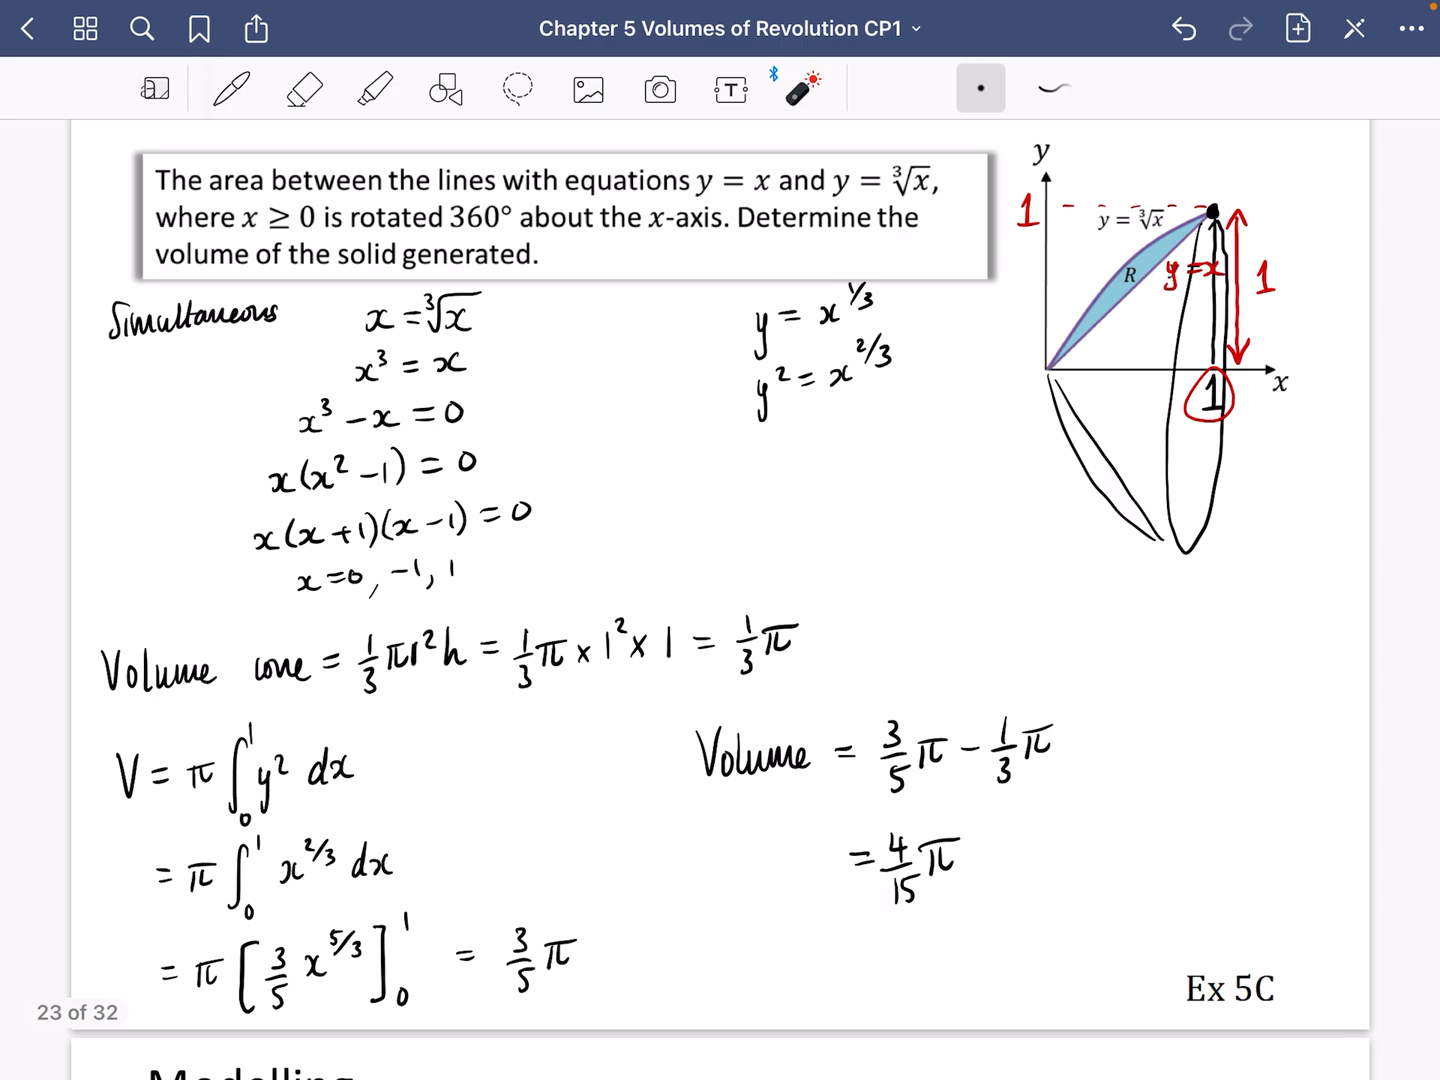 Chapter 5 Volumes of Revolution CP1
T
The area between the lines with equations y = x and y = ∛x,
where x ≥ 0 is rotated 360° about the x-axis. Determine the
volume of the solid generated.
y
1
y = ∛x
R
y = x
1
1
x
Simultaneous
x = ∛x
x³ = x
x³ − x = 0
x(x² − 1) = 0
x(x + 1)(x − 1) = 0
x = 0, −1, 1
y = x^1/3
y² = x^2/3
Volume cone = 1/3 πr²h = 1/3 π × 1² × 1 = 1/3 π
V = π ∫₀¹ y² dx
= π ∫₀¹ x^2/3 dx
= π [3/5 x^5/3]₀¹ = 3/5 π
Volume = 3/5 π − 1/3 π
= 4/15 π
Ex 5C
23 of 32
Modelling